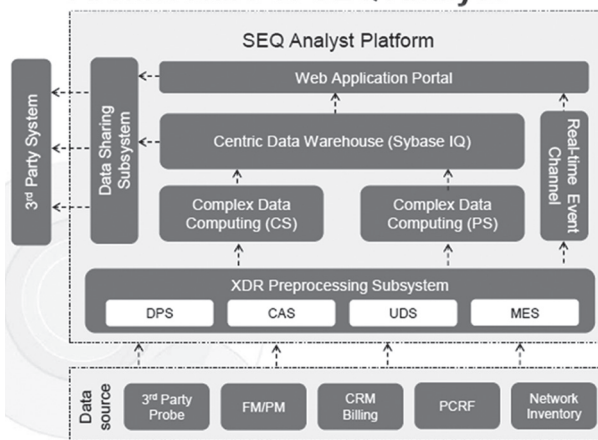 SEQ Analyst Platform
Web Application Portal
3rd Party System
Data Sharing
Subsystem
Centric Data Warehouse (Sybase IQ)
Real-time Event
Channel
Complex Data
Computing (CS)
Complex Data
Computing (PS)
XDR Preprocessing Subsystem
DPS
CAS
UDS
MES
Data
source
3rd Party
Probe
FM/PM
CRM
Billing
PCRF
Network
Inventory